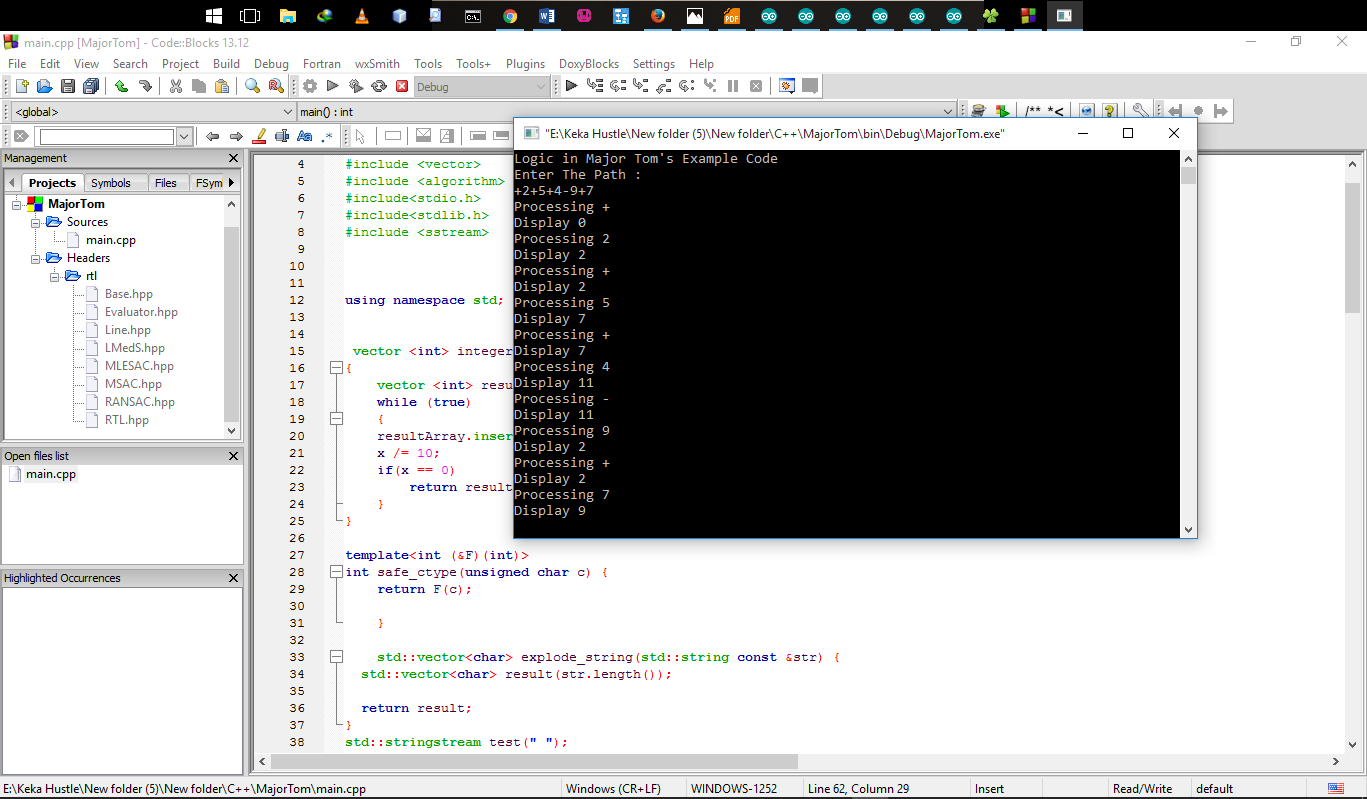 main.cpp [MajorTom] - Code::Blocks 13.12
File Edit View Search Project Build Debug Fortran wxSmith Tools Tools+ Plugins DoxyBlocks Settings Help
Debug
<global>
main() : int
/** *<
Management
Projects Symbols Files FSym
MajorTom
Sources
main.cpp
Headers
rtl
Base.hpp
Evaluator.hpp
Line.hpp
LMedS.hpp
MLESAC.hpp
MSAC.hpp
RANSAC.hpp
RTL.hpp
Open files list
main.cpp
Highlighted Occurrences
4 #include <vector>
5 #include <algorithm>
6 #include<stdio.h>
7 #include<stdlib.h>
8 #include <sstream>
9
10
11
12 using namespace std;
13
14
15 vector <int> integer
16 {
17 vector <int> resu
18 while (true)
19 {
20 resultArray.inser
21 x /= 10;
22 if(x == 0)
23 return result
24 }
25 }
26
27 template<int (&F)(int)>
28 int safe_ctype(unsigned char c) {
29 return F(c);
30
31 }
32
33 std::vector<char> explode_string(std::string const &str) {
34 std::vector<char> result(str.length());
35
36 return result;
37 }
38 std::stringstream test(" ");
"E:\Keka Hustle\New folder (5)\New folder\C++\MajorTom\bin\Debug\MajorTom.exe"
Logic in Major Tom's Example Code
Enter The Path :
+2+5+4-9+7
Processing +
Display 0
Processing 2
Display 2
Processing +
Display 2
Processing 5
Display 7
Processing +
Display 7
Processing 4
Display 11
Processing -
Display 11
Processing 9
Display 2
Processing +
Display 2
Processing 7
Display 9
E:\Keka Hustle\New folder (5)\New folder\C++\MajorTom\main.cpp Windows (CR+LF) WINDOWS-1252 Line 62, Column 29 Insert Read/Write default